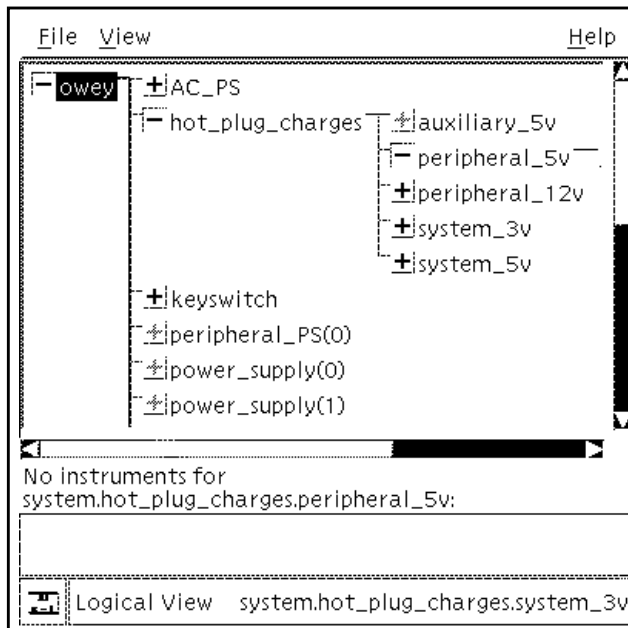 File View Help
owey AC_PS
hot_plug_charges auxiliary_5v
peripheral_5v
peripheral_12v
system_3v
system_5v
keyswitch
peripheral_PS(0)
power_supply(0)
power_supply(1)
No instruments for
system.hot_plug_charges.peripheral_5v:
Logical View system.hot_plug_charges.system_3v